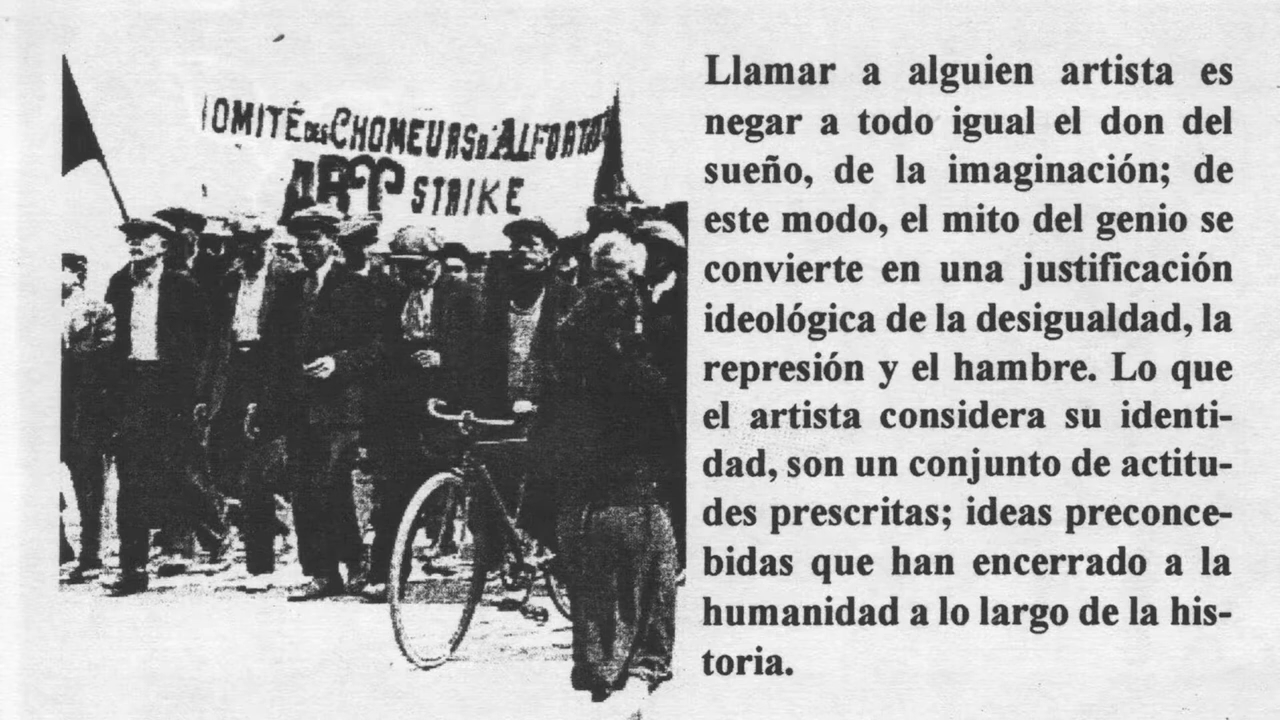 OMITÉ DES CHOMEURS D'ALFORT
ART STRIKE
Llamar a alguien artista es
negar a todo igual el don del
sueño, de la imaginación; de
este modo, el mito del genio se
convierte en una justificación
ideológica de la desigualdad, la
represión y el hambre. Lo que
el artista considera su identi-
dad, son un conjunto de actitu-
des prescritas; ideas preconce-
bidas que han encerrado a la
humanidad a lo largo de la his-
toria.